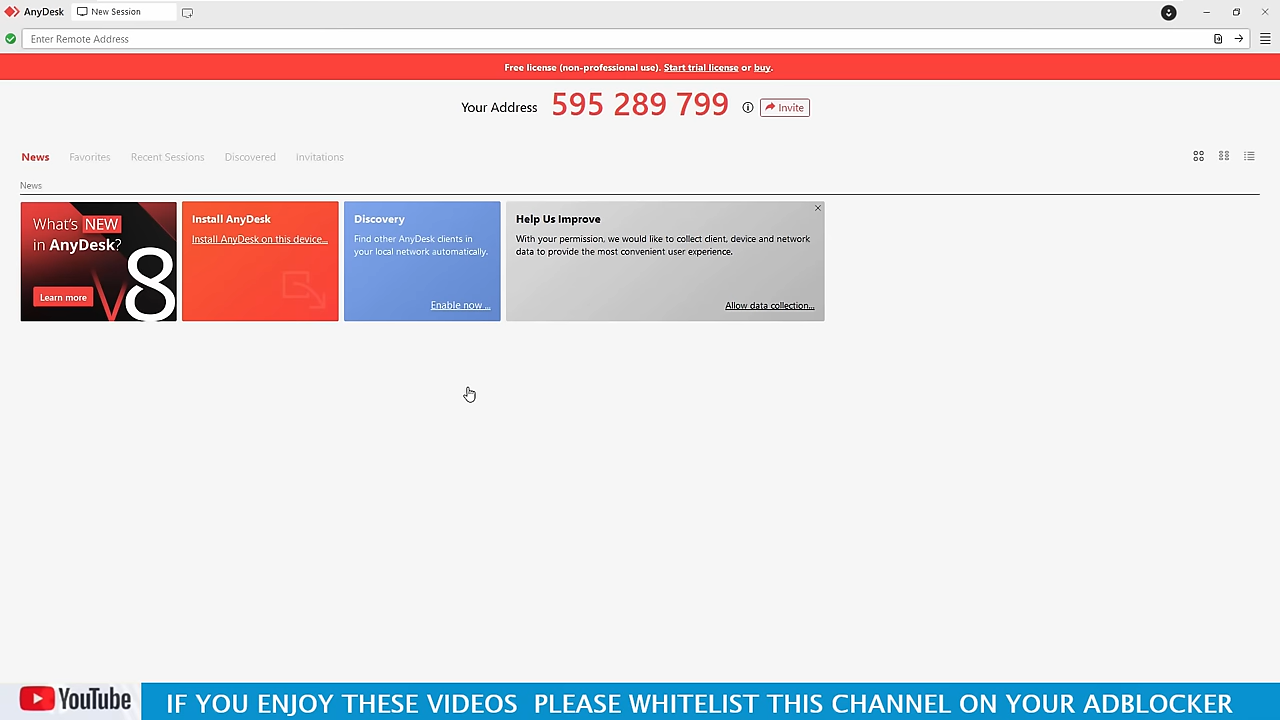 AnyDesk
New Session
Enter Remote Address
Free license (non-professional use). Start trial license or buy.
Your Address 595 289 799 Invite
News Favorites Recent Sessions Discovered Invitations
News
What's NEW
in AnyDesk?
V8
Learn more
Install AnyDesk
Install AnyDesk on this device...
Discovery
Find other AnyDesk clients in
your local network automatically.
Enable now ...
Help Us Improve
With your permission, we would like to collect client, device and network
data to provide the most convenient user experience.
Allow data collection...
YouTube
IF YOU ENJOY THESE VIDEOS PLEASE WHITELIST THIS CHANNEL ON YOUR ADBLOCKER